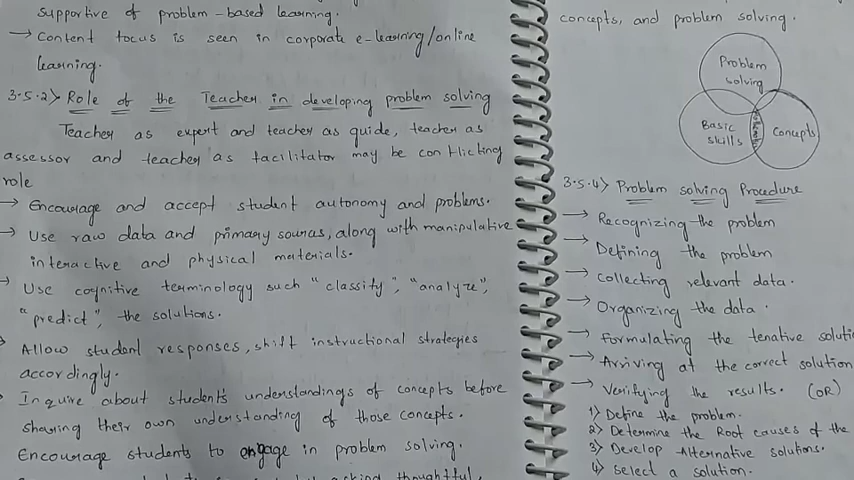 supportive of problem-based learning.
→ Content focus is seen in corporate e-learning/online
learning.
3.5.2> Role of the Teacher in developing problem solving
Teacher as expert and teacher as guide, teacher as
assessor and teacher as facilitator may be conflicting
role
→ Encourage and accept student autonomy and problems.
→ Use raw data and primary sources, along with manipulative
interactive and physical materials.
→ Use cognitive terminology such "classify", "analyze",
"predict", the solutions.
Allow student responses, shift instructional strategies
accordingly.
Inquire about student's understandings of concepts before
sharing their own understanding of those concepts.
Encourage students to engage in problem solving.
thoughtful,
concepts, and problem solving.
Problem
solving
Basic
skills
Concepts
3.5.4> Problem solving Procedure
→ Recognizing the problem
→ Defining the problem
→ Collecting relevant data.
→ Organizing the data.
→ Formulating the tenative soluti
→ Arriving at the correct solution
→ Verifying the results. (OR)
1> Define the problem.
2> Determine the Root causes of the
3> Develop Alternative solutions.
4> Select a solution.